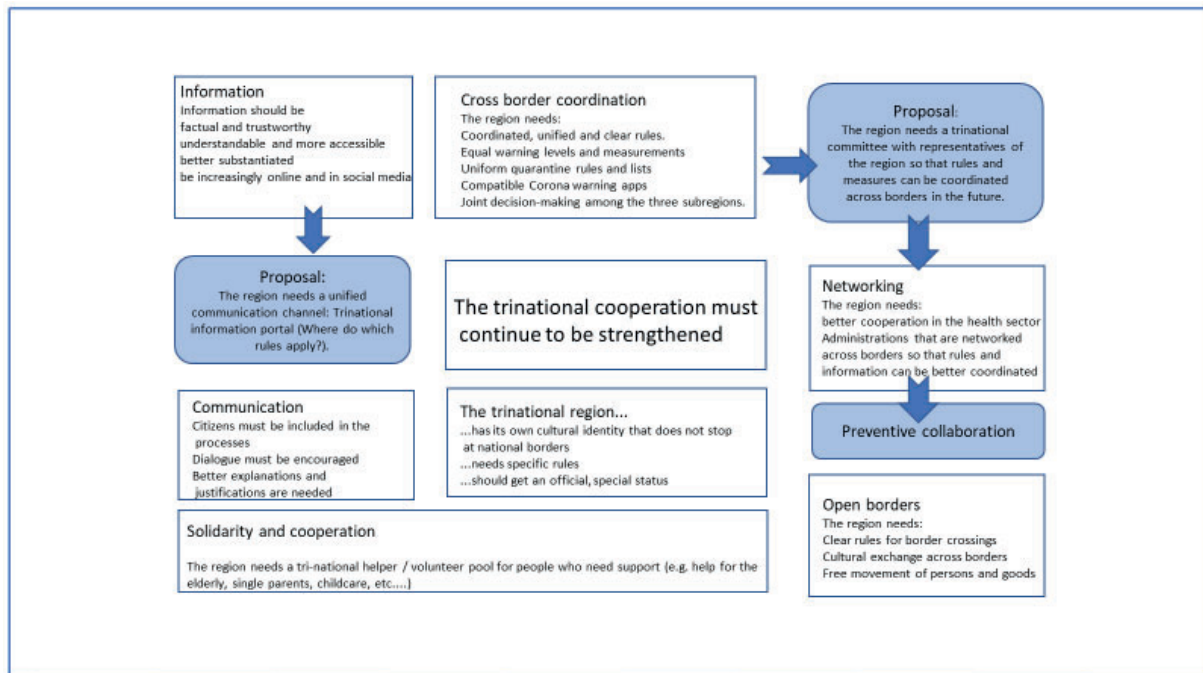 Information
Information should be
factual and trustworthy
understandable and more accessible
better substantiated
be increasingly online and in social media
Cross border coordination
The region needs:
Coordinated, unified and clear rules.
Equal warning levels and measurements
Uniform quarantine rules and lists
Compatible Corona warning apps
Joint decision-making among the three subregions.
Proposal:
The region needs a trinational
committee with representatives of
the region so that rules and
measures can be coordinated
across borders in the future.
Proposal:
The region needs a unified
communication channel: Trinational
information portal (Where do which
rules apply?).
The trinational cooperation must
continue to be strengthened
Networking
The region needs:
better cooperation in the health sector
Administrations that are networked
across borders so that rules and
information can be better coordinated
Communication
Citizens must be included in the
processes
Dialogue must be encouraged
Better explanations and
justifications are needed
The trinational region...
...has its own cultural identity that does not stop
at national borders
...needs specific rules
...should get an official, special status
Preventive collaboration
Solidarity and cooperation
The region needs a tri-national helper / volunteer pool for people who need support (e.g. help for the
elderly, single parents, childcare, etc....)
Open borders
The region needs:
Clear rules for border crossings
Cultural exchange across borders
Free movement of persons and goods